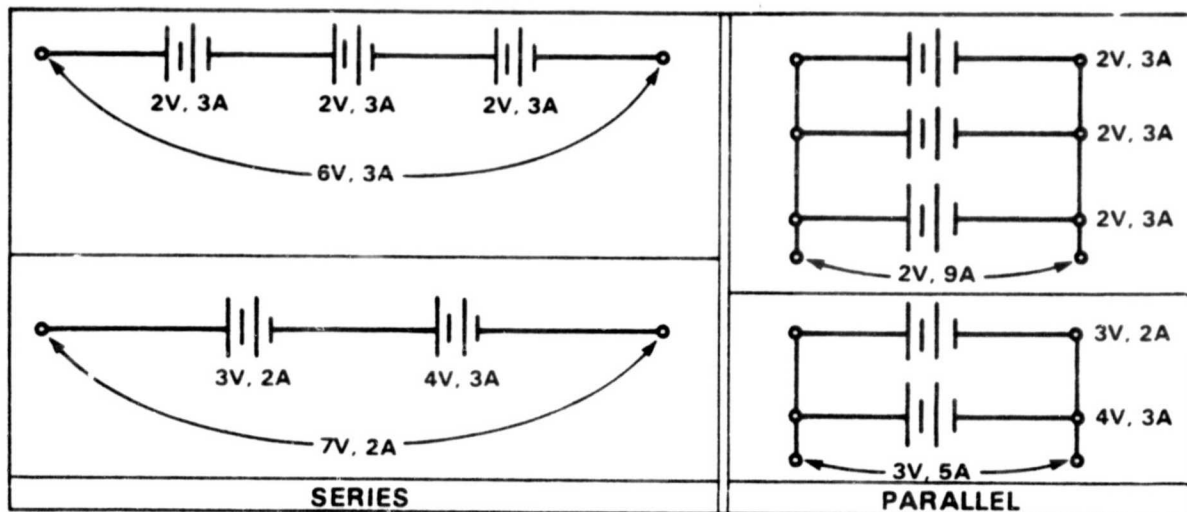 2V, 3A 2V, 3A 2V, 3A
6V, 3A
3V, 2A 4V, 3A
7V, 2A
SERIES
2V, 3A
2V, 3A
2V, 3A
2V, 9A
3V, 2A
4V, 3A
3V, 5A
PARALLEL